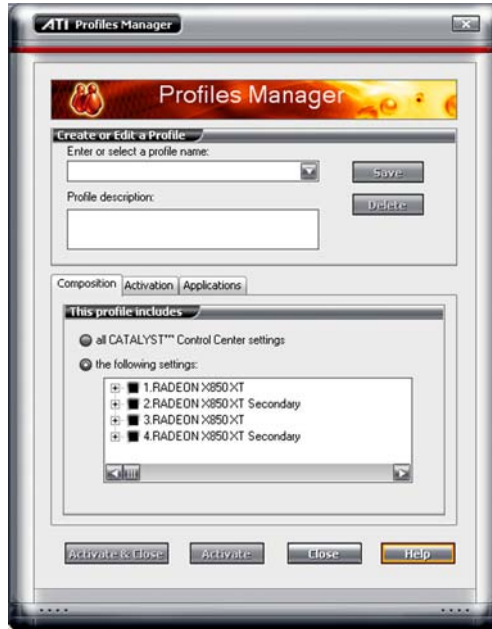 ATI Profiles Manager
Profiles Manager
Create or Edit a Profile
Enter or select a profile name:
Save
Profile description:
Delete
Composition Activation Applications
This profile includes
all CATALYST™ Control Center settings
the following settings:
1.RADEON X850XT
2.RADEON X850XT Secondary
3.RADEON X850XT
4.RADEON X850XT Secondary
Activate & Close Activate Close Help